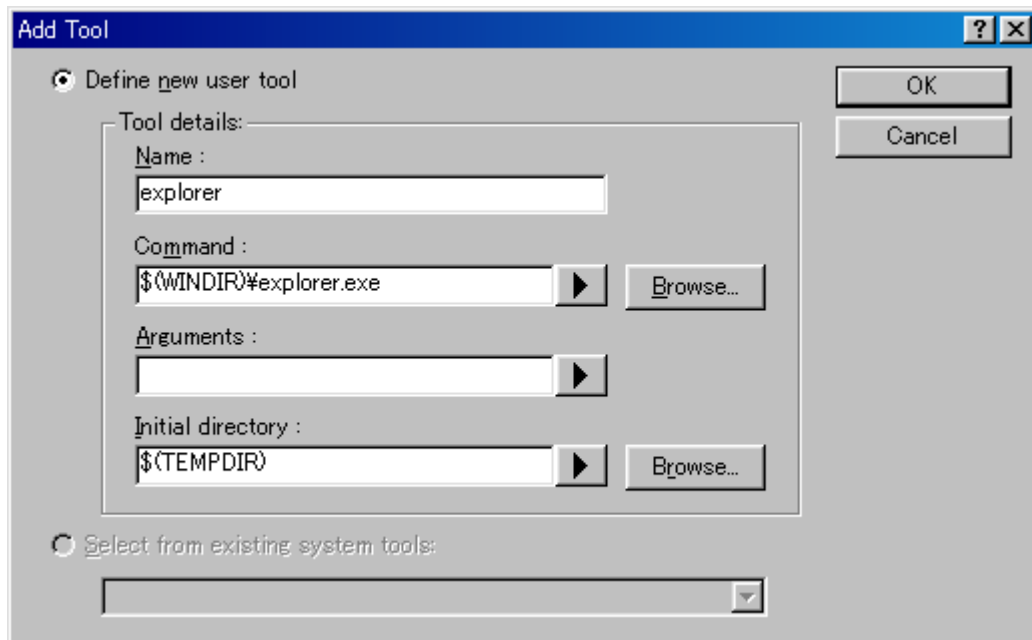 Add Tool
Define new user tool
OK
Tool details:
Cancel
Name :
explorer
Command :
$(WINDIR)¥explorer.exe
Browse...
Arguments :
Initial directory :
$(TEMPDIR)
Browse...
Select from existing system tools: